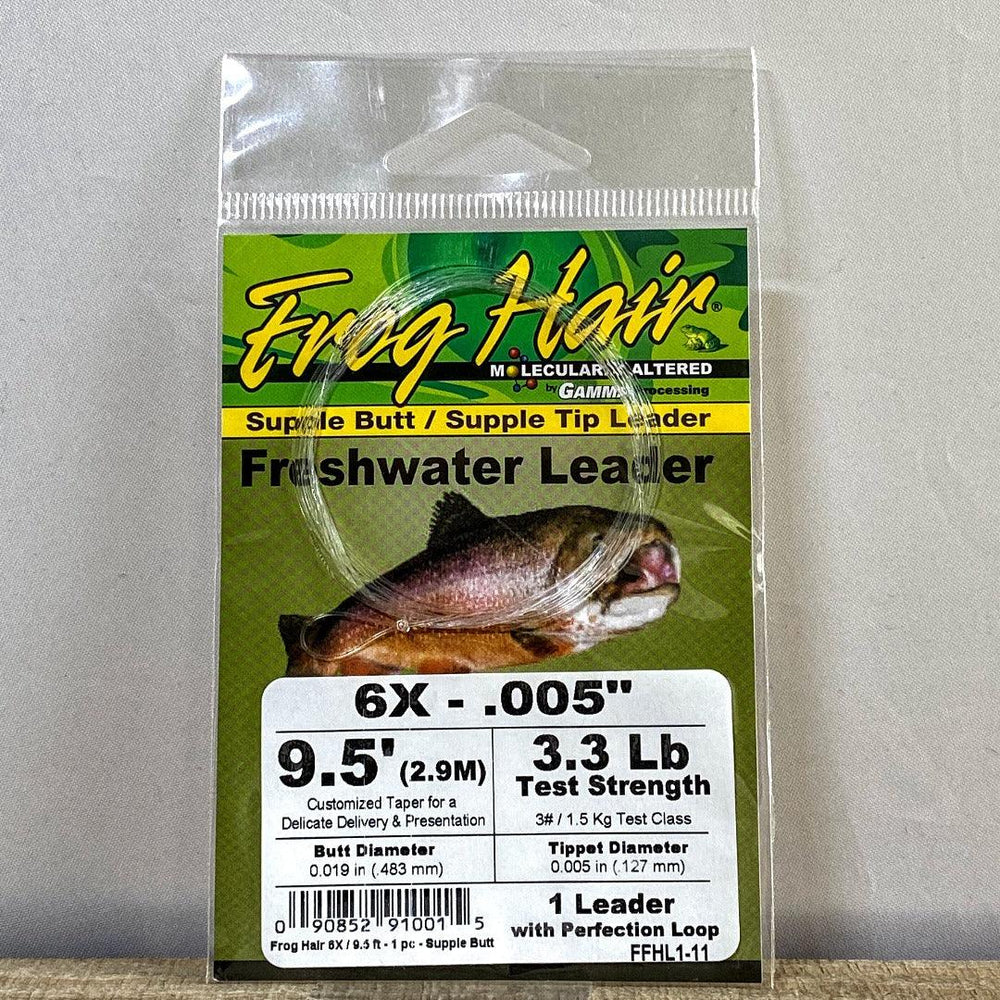 Frog Hair®
MOLECULARLY ALTERED
by GAMMA Processing
Supple Butt / Supple Tip Leader
Freshwater Leader
6X - .005"
9.5' (2.9M)
Customized Taper for a
Delicate Delivery & Presentation
3.3 Lb
Test Strength
3# / 1.5 Kg Test Class
Butt Diameter
0.019 in (.483 mm)
Tippet Diameter
0.005 in (.127 mm)
0 90852 91001 5
Frog Hair 6X / 9.5 ft - 1 pc - Supple Butt
1 Leader
with Perfection Loop
FFHL1-11